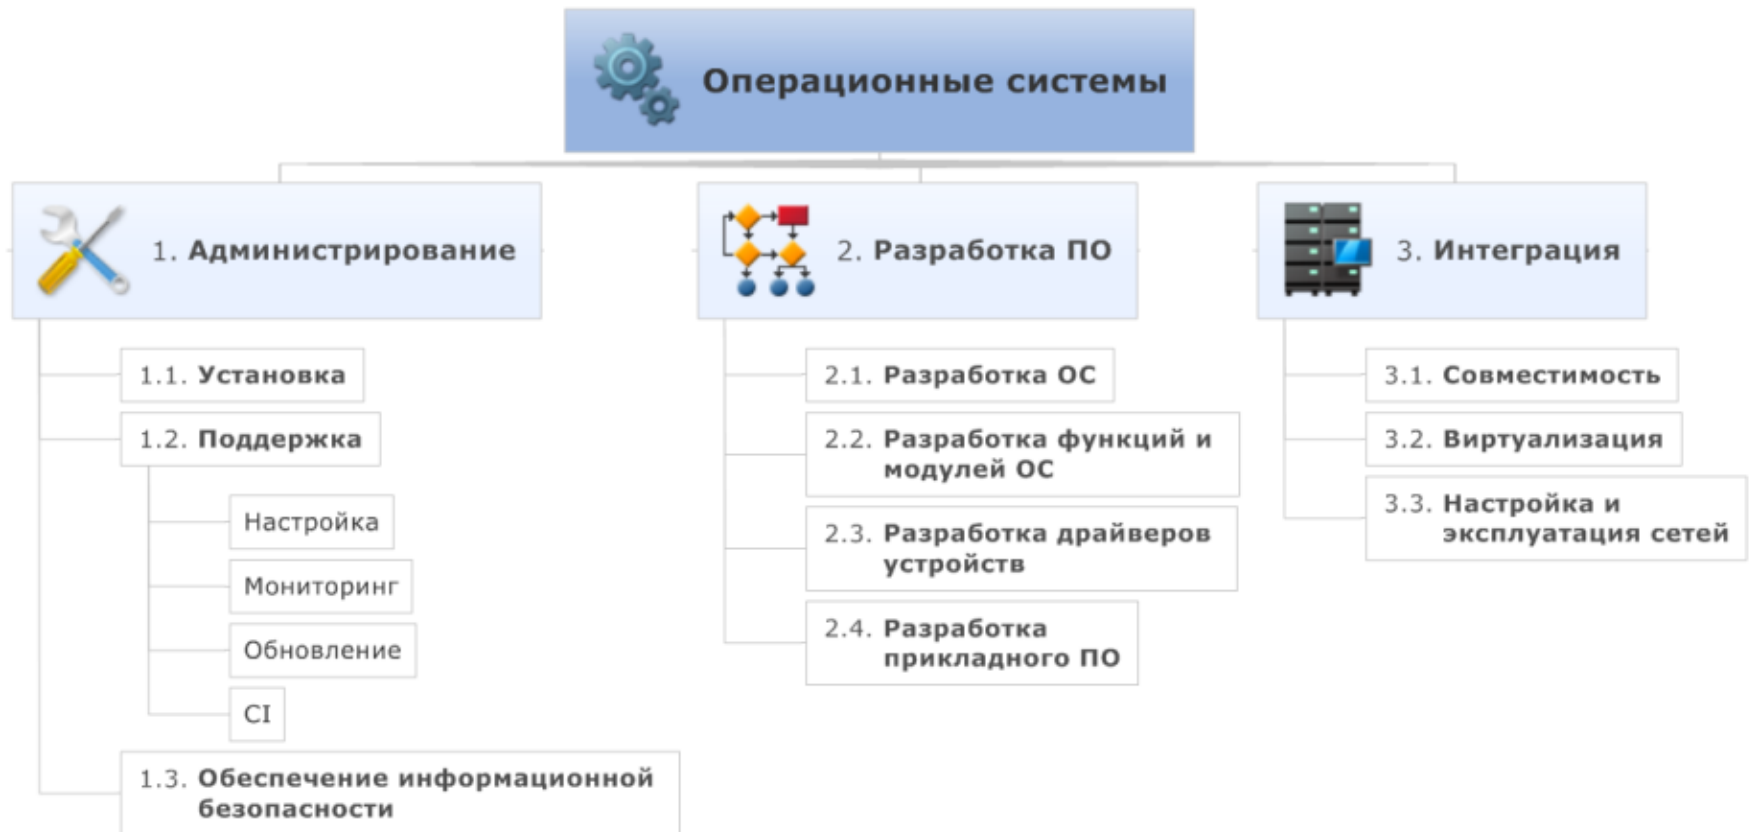 Операционные системы
1. Администрирование
1.1. Установка
1.2. Поддержка
Настройка
Мониторинг
Обновление
CI
1.3. Обеспечение информационной
безопасности
2. Разработка ПО
2.1. Разработка ОС
2.2. Разработка функций и
модулей ОС
2.3. Разработка драйверов
устройств
2.4. Разработка
прикладного ПО
3. Интеграция
3.1. Совместимость
3.2. Виртуализация
3.3. Настройка и
эксплуатация сетей